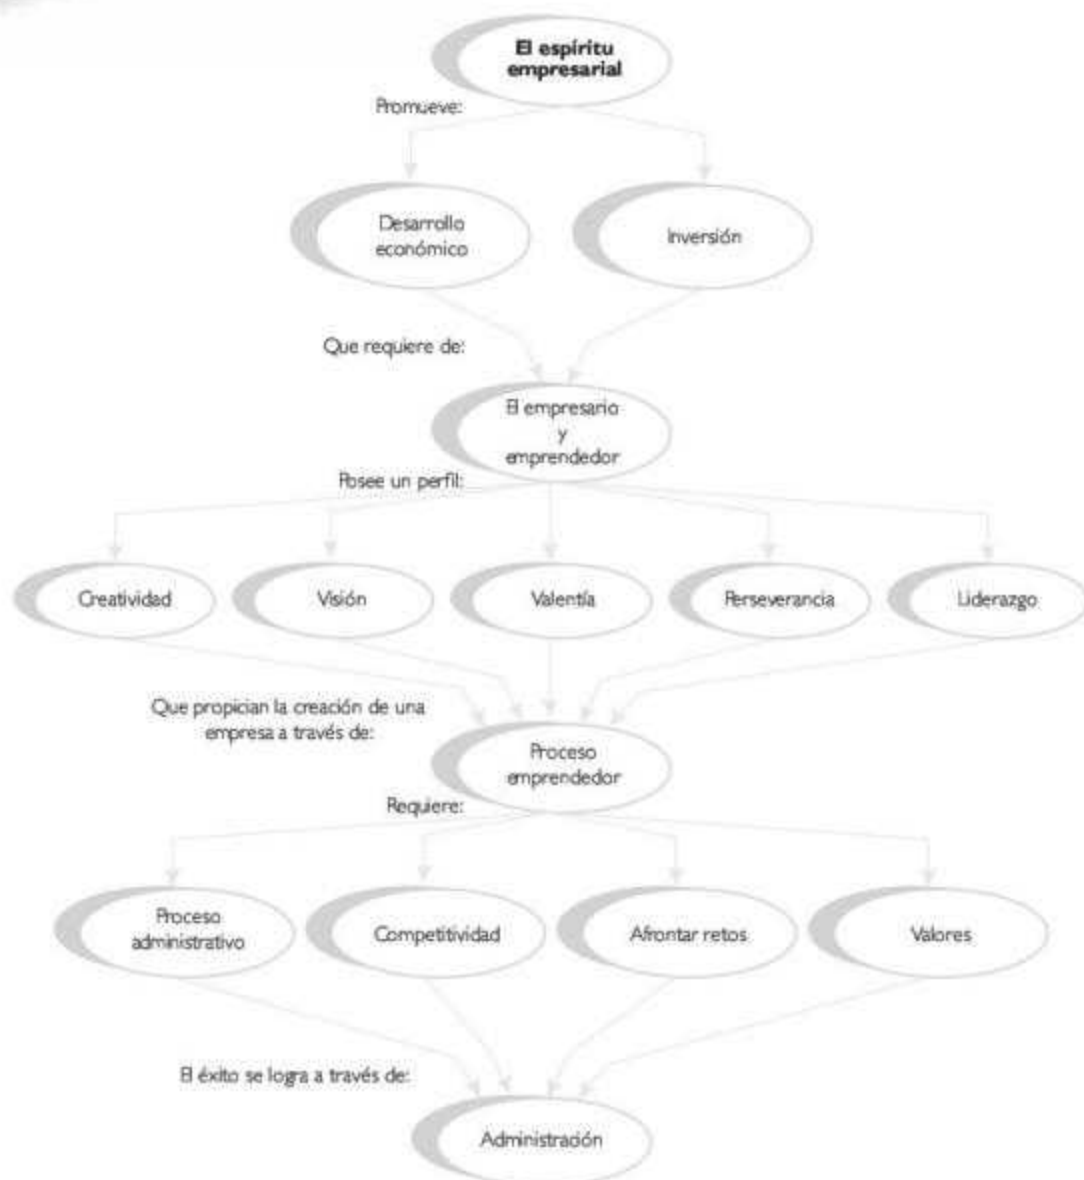 El espíritu
empresarial
Promueve:
Desarrollo
económico
Inversión
Que requiere de:
El empresario
y
emprendedor
Posee un perfil:
Creatividad
Visión
Valentía
Perseverancia
Liderazgo
Que propician la creación de una
empresa a través de:
Proceso
emprendedor
Requiere:
Proceso
administrativo
Competitividad
Afrontar retos
Valores
El éxito se logra a través de:
Administración